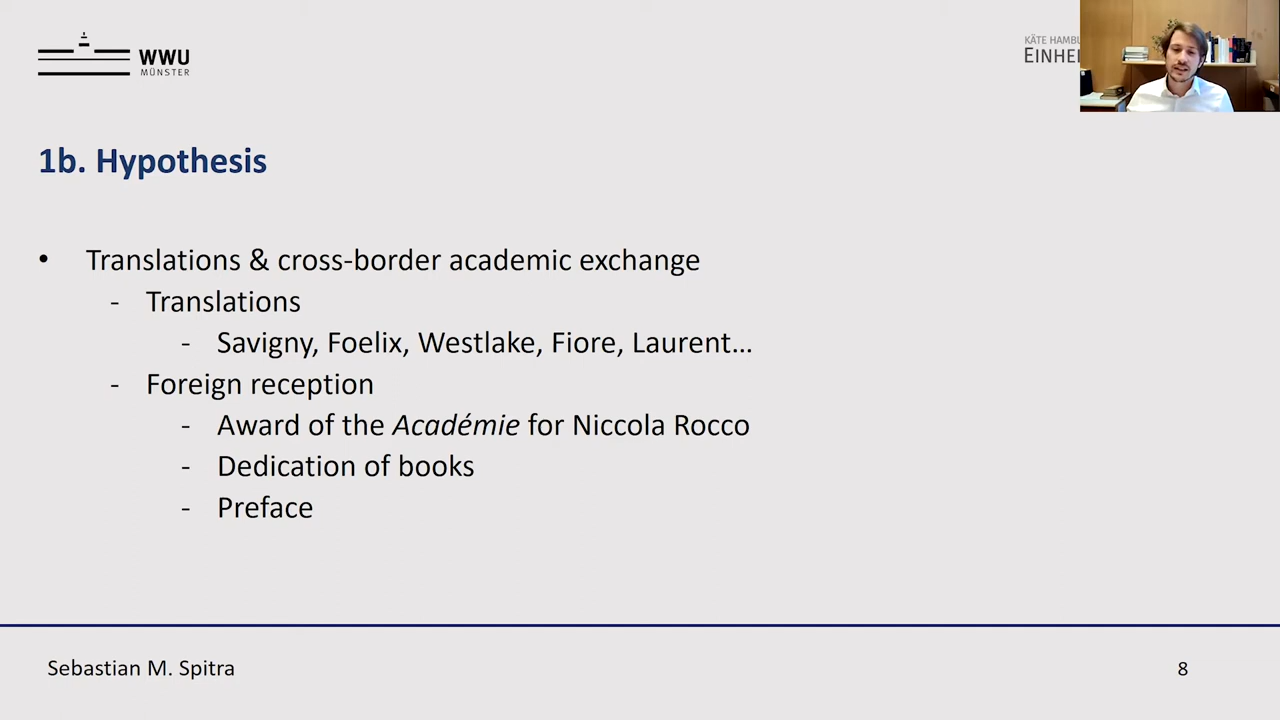 WWU
MÜNSTER
KÄTE HAMBU
EINHEI
1b. Hypothesis
• Translations & cross-border academic exchange
- Translations
- Savigny, Foelix, Westlake, Fiore, Laurent…
- Foreign reception
- Award of the Académie for Niccola Rocco
- Dedication of books
- Preface
Sebastian M. Spitra
8